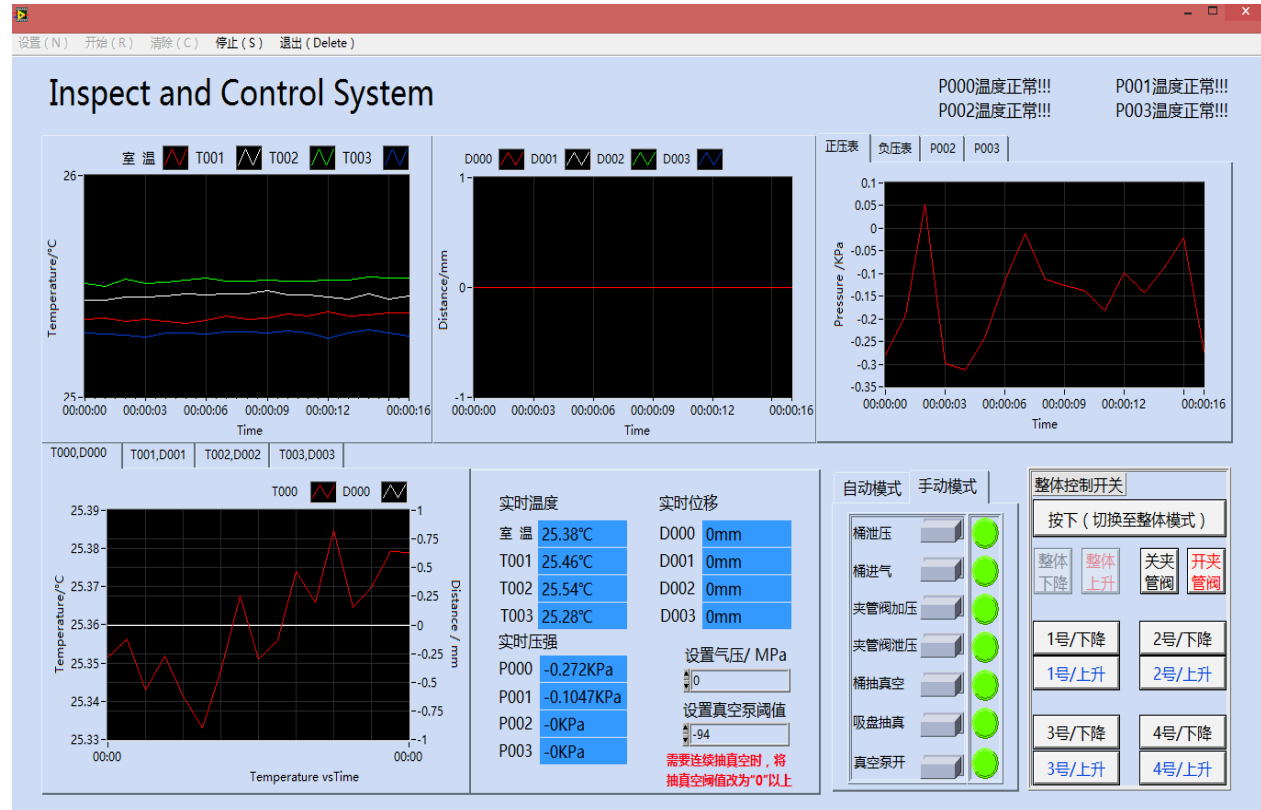 设置(N) 开始(R) 清除(C) 停止(S) 退出(Delete)
Inspect and Control System
P000温度正常!!! P001温度正常!!!
P002温度正常!!! P003温度正常!!!
室 温 T001 T002 T003
26
Temperature/°C
25
00:00:00 00:00:03 00:00:06 00:00:09 00:00:12 00:00:16
Time
D000 D001 D002 D003
1
Distance/mm
0
-1
00:00:00 00:00:03 00:00:06 00:00:09 00:00:12 00:00:16
Time
正压表 负压表 P002 P003
0.1
0.05
0
-0.05
-0.1
-0.15
-0.2
-0.25
-0.3
-0.35
Pressure /KPa
00:00:00 00:00:03 00:00:06 00:00:09 00:00:12 00:00:16
Time
T000,D000 T001,D001 T002,D002 T003,D003
T000 D000
25.39
25.38
25.37
25.36
25.35
25.34
25.33
Temperature/°C
1
0.75
0.5
0.25
0
-0.25
-0.5
-0.75
-1
Distance / mm
00:00 00:00
Temperature vsTime
实时温度
室 温 25.38℃
T001 25.46℃
T002 25.54℃
T003 25.28℃
实时压强
P000 -0.272KPa
P001 -0.1047KPa
P002 -0KPa
P003 -0KPa
实时位移
D000 0mm
D001 0mm
D002 0mm
D003 0mm
设置气压/ MPa
0
设置真空泵阈值
-94
需要连续抽真空时，将
抽真空阈值改为“0”以上
自动模式 手动模式
桶泄压
桶进气
夹管阀加压
夹管阀泄压
桶抽真空
吸盘抽真
真空泵开
整体控制开关
按下（切换至整体模式）
整体下降 整体上升 关夹管阀 开夹管阀
1号/下降 2号/下降
1号/上升 2号/上升
3号/下降 4号/下降
3号/上升 4号/上升